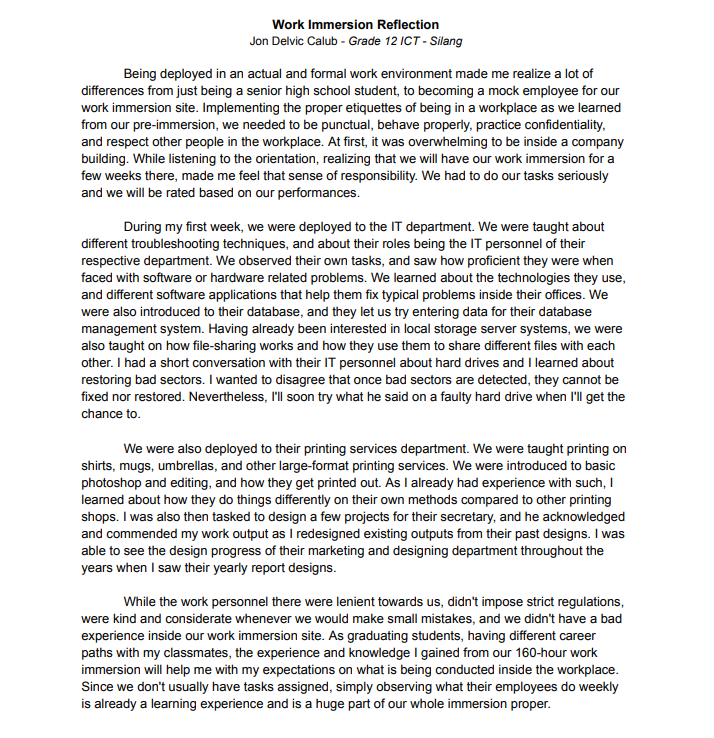 Work Immersion Reflection
Jon Delvic Calub - Grade 12 ICT - Silang
Being deployed in an actual and formal work environment made me realize a lot of
differences from just being a senior high school student, to becoming a mock employee for our
work immersion site. Implementing the proper etiquettes of being in a workplace as we learned
from our pre-immersion, we needed to be punctual, behave properly, practice confidentiality,
and respect other people in the workplace. At first, it was overwhelming to be inside a company
building. While listening to the orientation, realizing that we will have our work immersion for a
few weeks there, made me feel that sense of responsibility. We had to do our tasks seriously
and we will be rated based on our performances.
During my first week, we were deployed to the IT department. We were taught about
different troubleshooting techniques, and about their roles being the IT personnel of their
respective department. We observed their own tasks, and saw how proficient they were when
faced with software or hardware related problems. We learned about the technologies they use,
and different software applications that help them fix typical problems inside their offices. We
were also introduced to their database, and they let us try entering data for their database
management system. Having already been interested in local storage server systems, we were
also taught on how file-sharing works and how they use them to share different files with each
other. I had a short conversation with their IT personnel about hard drives and I learned about
restoring bad sectors. I wanted to disagree that once bad sectors are detected, they cannot be
fixed nor restored. Nevertheless, I'll soon try what he said on a faulty hard drive when I'll get the
chance to.
We were also deployed to their printing services department. We were taught printing on
shirts, mugs, umbrellas, and other large-format printing services. We were introduced to basic
photoshop and editing, and how they get printed out. As I already had experience with such, I
learned about how they do things differently on their own methods compared to other printing
shops. I was also then tasked to design a few projects for their secretary, and he acknowledged
and commended my work output as I redesigned existing outputs from their past designs. I was
able to see the design progress of their marketing and designing department throughout the
years when I saw their yearly report designs.
While the work personnel there were lenient towards us, didn't impose strict regulations,
were kind and considerate whenever we would make small mistakes, and we didn't have a bad
experience inside our work immersion site. As graduating students, having different career
paths with my classmates, the experience and knowledge I gained from our 160-hour work
immersion will help me with my expectations on what is being conducted inside the workplace.
Since we don't usually have tasks assigned, simply observing what their employees do weekly
is already a learning experience and is a huge part of our whole immersion proper.